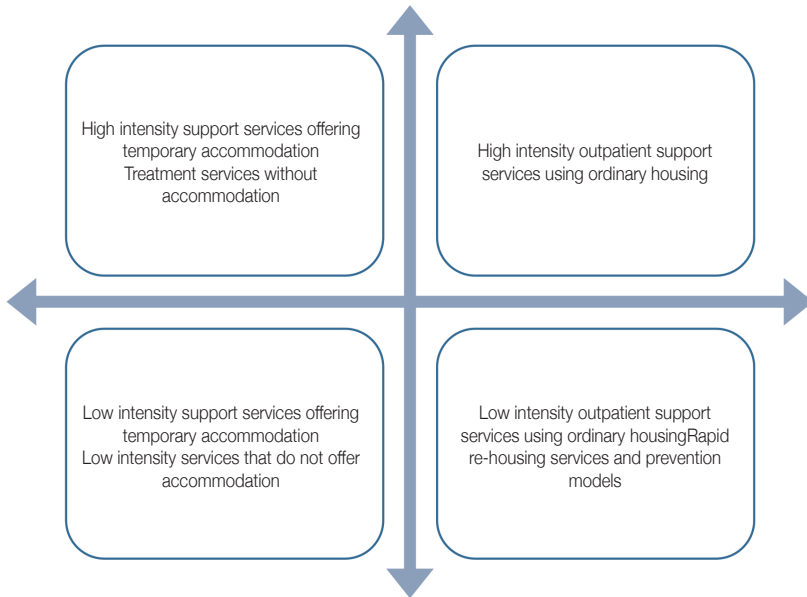 High intensity support services offering
temporary accommodation
Treatment services without
accommodation
High intensity outpatient support
services using ordinary housing
Low intensity support services offering
temporary accommodation
Low intensity services that do not offer
accommodation
Low intensity outpatient support
services using ordinary housingRapid
re-housing services and prevention
models